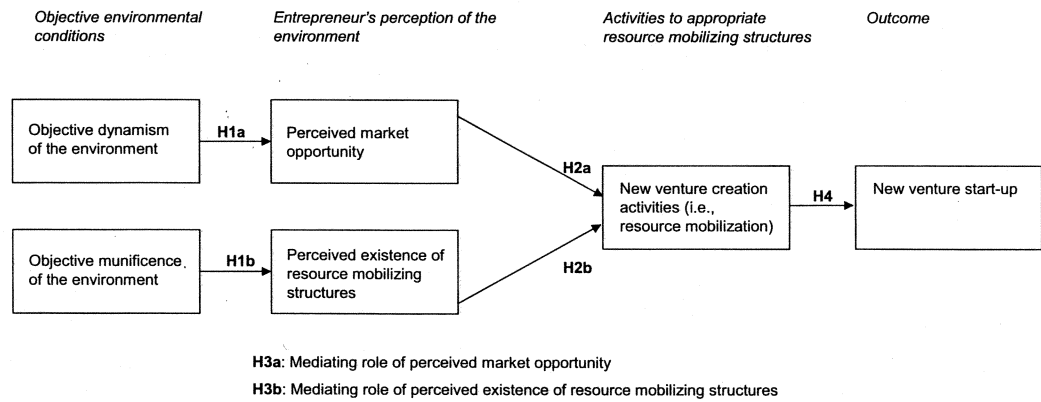 Objective environmental
conditions
Entrepreneur's perception of the
environment
Activities to appropriate
resource mobilizing structures
Outcome
Objective dynamism
of the environment
H1a
Perceived market
opportunity
H2a
New venture creation
activities (i.e.,
resource mobilization)
H4
New venture start-up
Objective munificence
of the environment
H1b
Perceived existence of
resource mobilizing
structures
H2b
H3a: Mediating role of perceived market opportunity
H3b: Mediating role of perceived existence of resource mobilizing structures